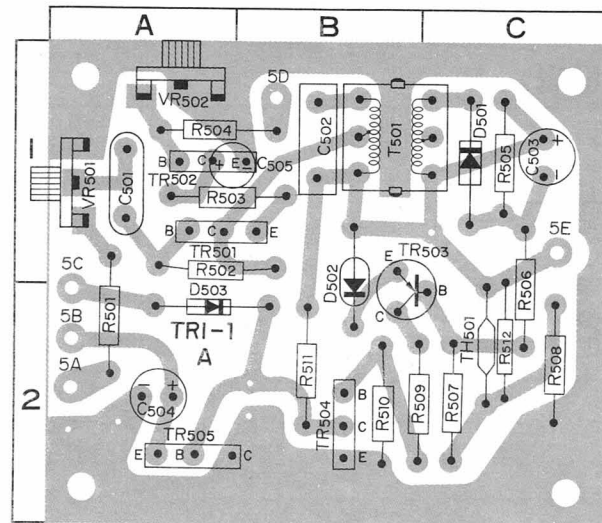 A B C
1
2
VR502
5D
R504
C502
T501
D501
R505
C503
+
-
VR501
C501
B C + E - C505
TR502
R503
B C E
TR501
R502
5E
TR503
E
B
C
D502
5C
D503
R506
5B
R501
TR1-1
A
TH501
R512
R508
5A
R511
- +
C504
B
C
E
TR504
R510
R509
R507
TR505
E B C